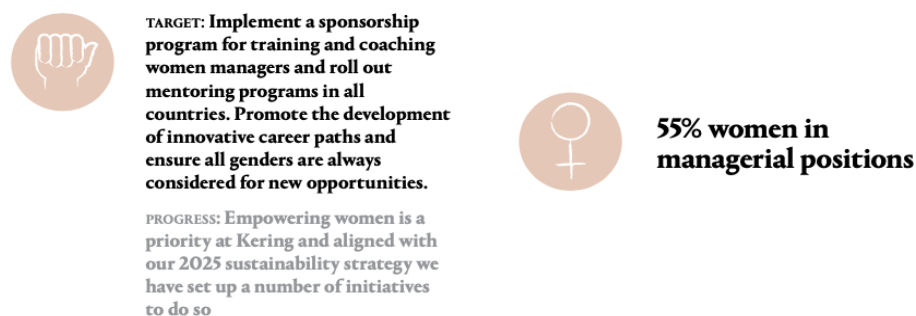 TARGET: Implement a sponsorship
program for training and coaching
women managers and roll out
mentoring programs in all
countries. Promote the development
of innovative career paths and
ensure all genders are always
considered for new opportunities.
PROGRESS: Empowering women is a
priority at Kering and aligned with
our 2025 sustainability strategy we
have set up a number of initiatives
to do so
55% women in
managerial positions